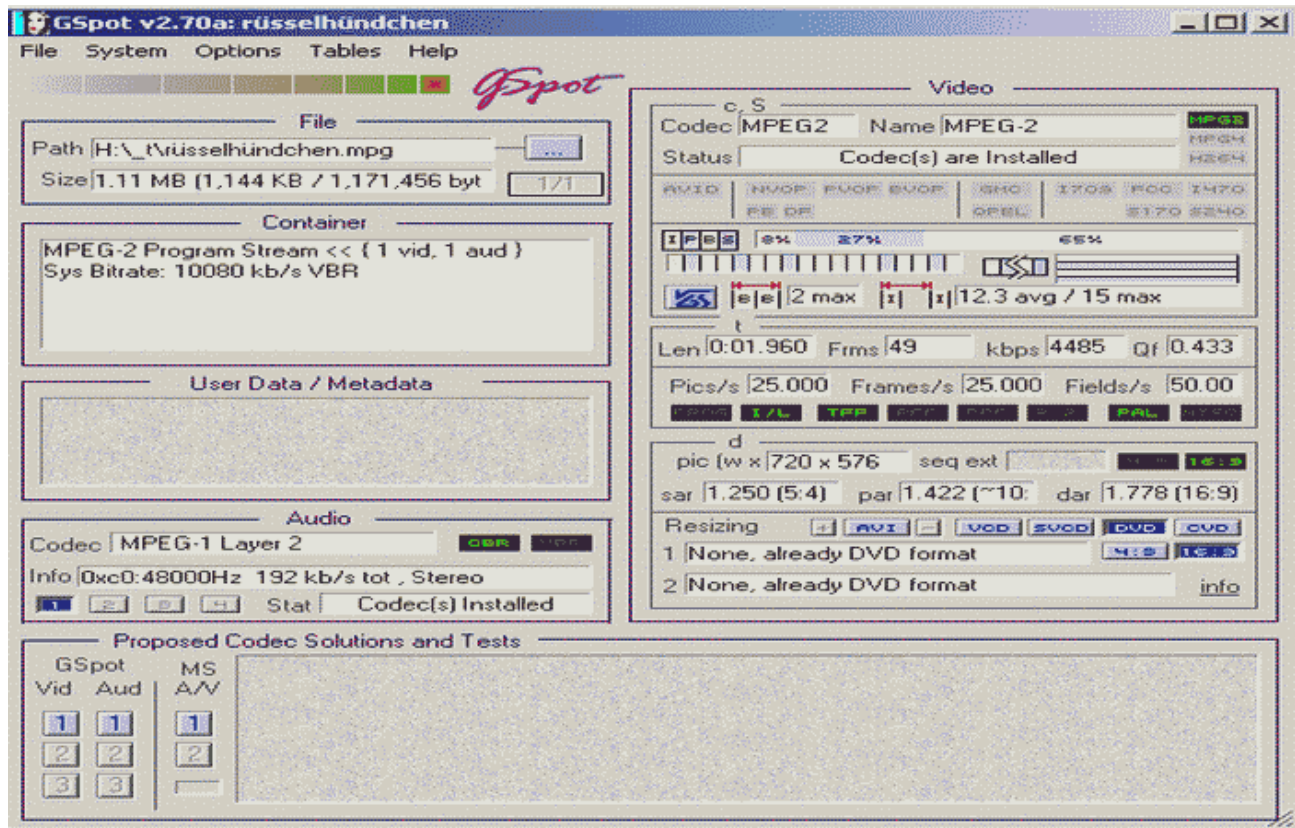 GSpot v2.70a: rüsselhündchen
File System Options Tables Help
GSpot
File
Path H:\_t\rüsselhündchen.mpg ...
Size 1.11 MB (1,144 KB / 1,171,456 byt 1/1
Container
MPEG-2 Program Stream << { 1 vid, 1 aud }
Sys Bitrate: 10080 kb/s VBR
User Data / Metadata
Audio
Codec MPEG-1 Layer 2 CBR
Info 0xc0:48000Hz 192 kb/s tot , Stereo
1 2 3 4 Stat Codec(s) Installed
Video
c, S
Codec MPEG2 Name MPEG-2 MPG2
MPG4
Status Codec(s) are Installed H264
AVID NVOP PVOP BVOP GMC
QPEL
I P B S 8% 27% 65%
2 max 12.3 avg / 15 max
t
Len 0:01.960 Frms 49 kbps 4485 Qf 0.433
Pics/s 25.000 Frames/s 25.000 Fields/s 50.00
I/L TFF PAL
d
pic (w x 720 x 576 seq ext 16:9
sar 1.250 (5:4) par 1.422 (~10: dar 1.778 (16:9)
Resizing + AVI - VCD SVCD DVD CVD
1 None, already DVD format 4:3 16:9
2 None, already DVD format info
Proposed Codec Solutions and Tests
GSpot MS
Vid Aud A/V
1 1 1
2 2 2
3 3